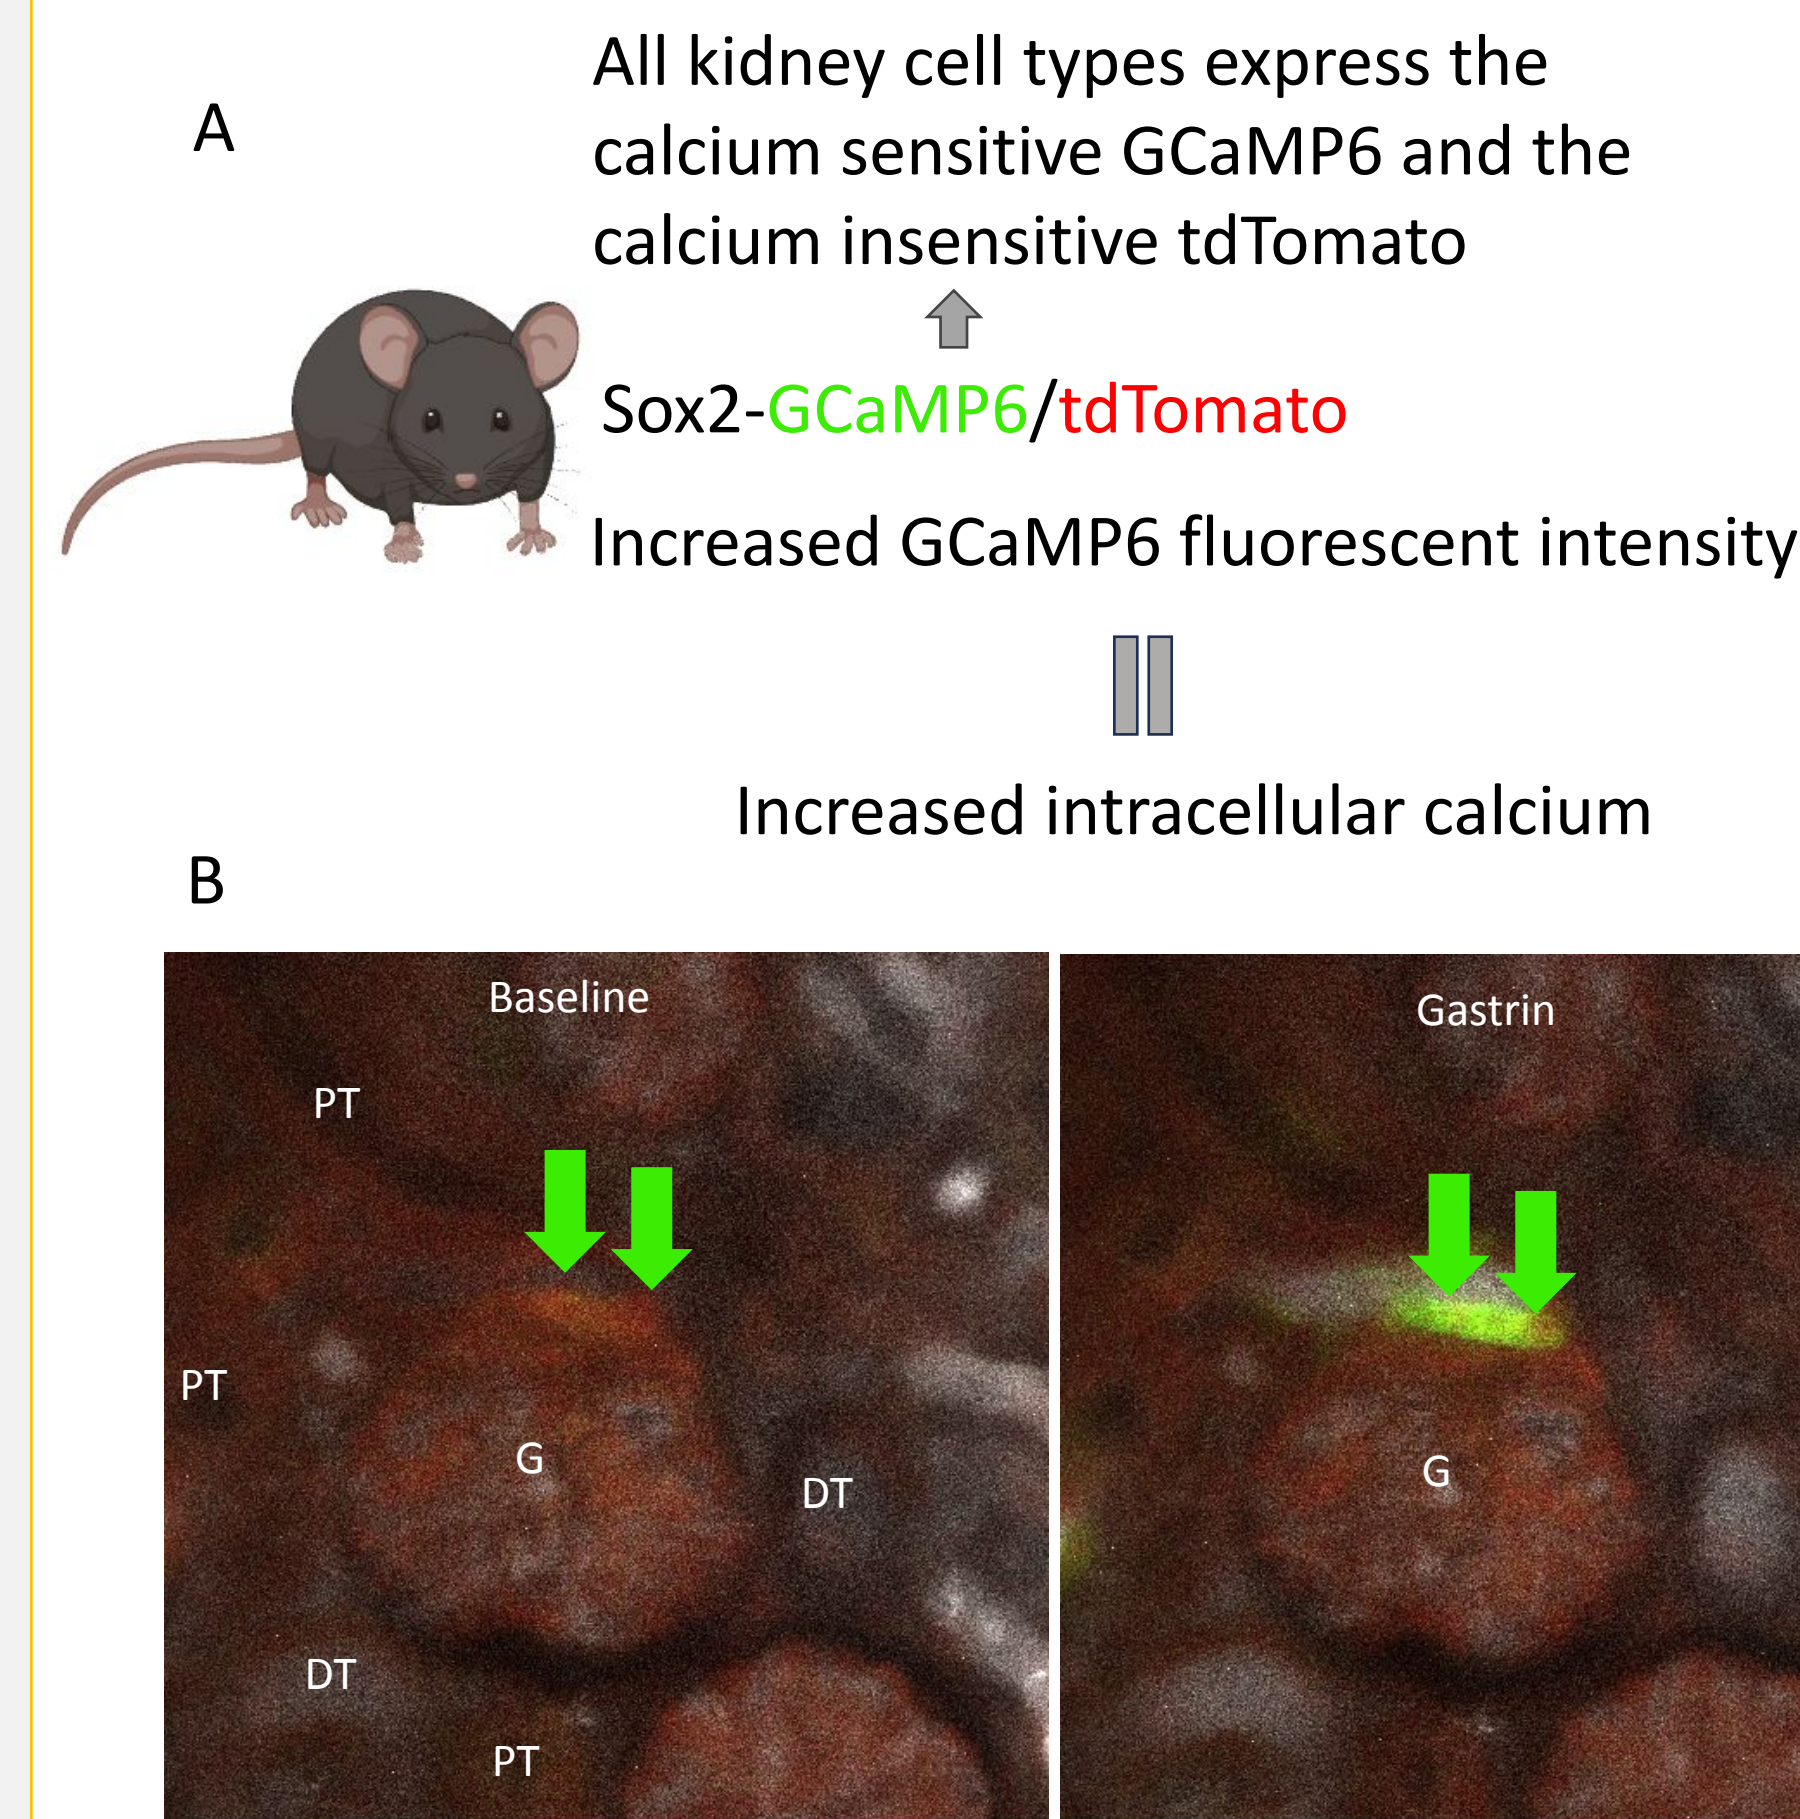 A
All kidney cell types express the
calcium sensitive GCaMP6 and the
calcium insensitive tdTomato
Sox2-GCaMP6/tdTomato
Increased GCaMP6 fluorescent intensity
Increased intracellular calcium
B
Baseline
PT
PT
G
DT
DT
PT
Gastrin
G